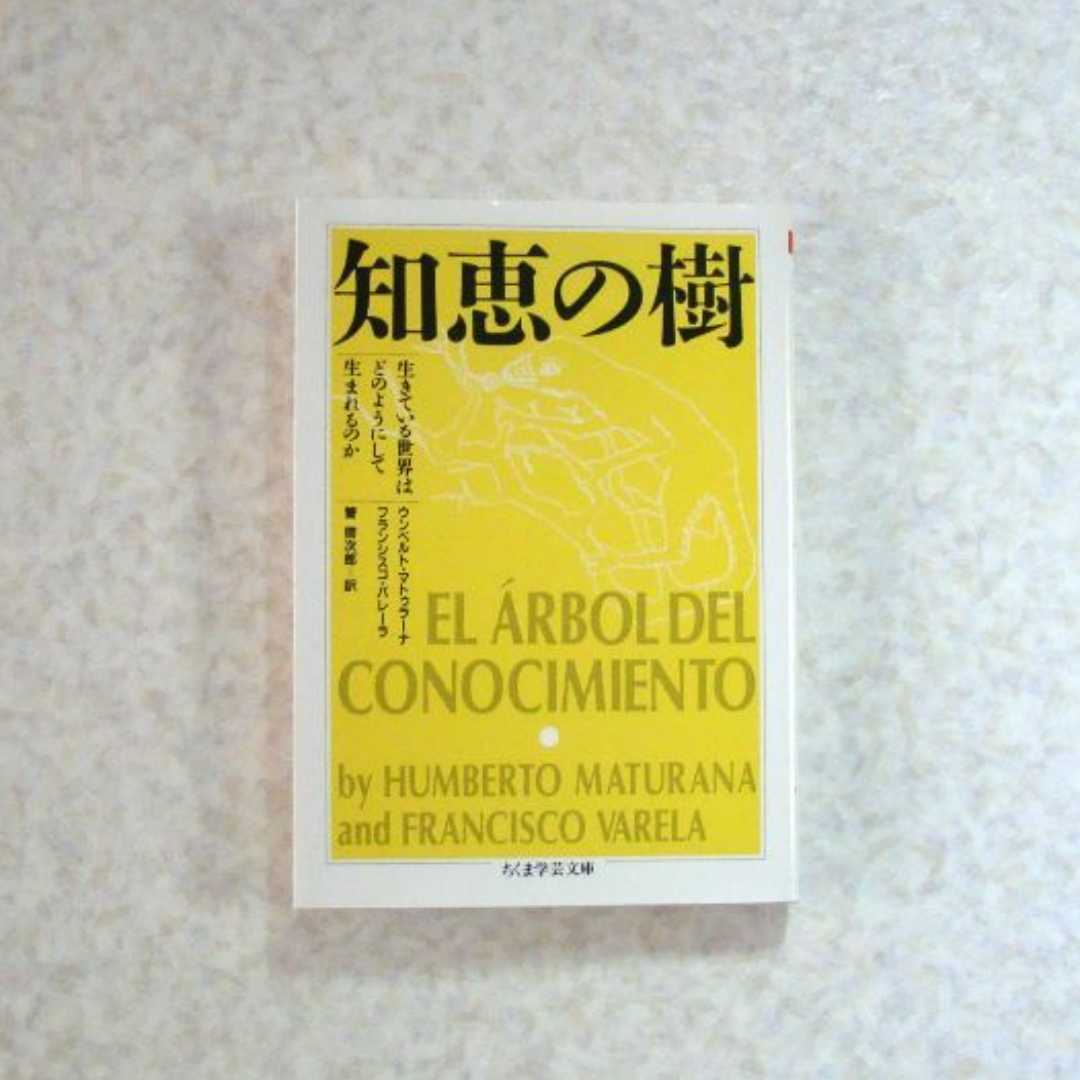 知恵の樹
生きている世界は
どのようにして
生まれるのか
ウンベルト・マトゥラーナ
フランシスコ・バレーラ
管 啓次郎 訳
EL ÁRBOL DEL
CONOCIMIENTO
by HUMBERTO MATURANA
and FRANCISCO VARELA
ちくま学芸文庫